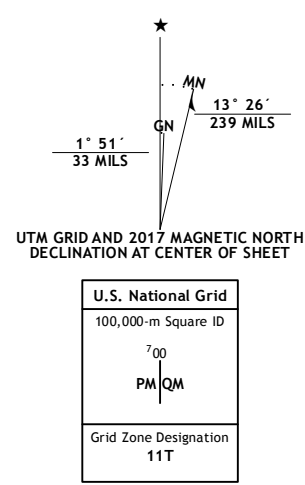 ★
MN
GN
13° 26´
239 MILS
1° 51´
33 MILS
UTM GRID AND 2017 MAGNETIC NORTH
DECLINATION AT CENTER OF SHEET
U.S. National Grid
100,000-m Square ID
⁷00
PM QM
Grid Zone Designation
11T